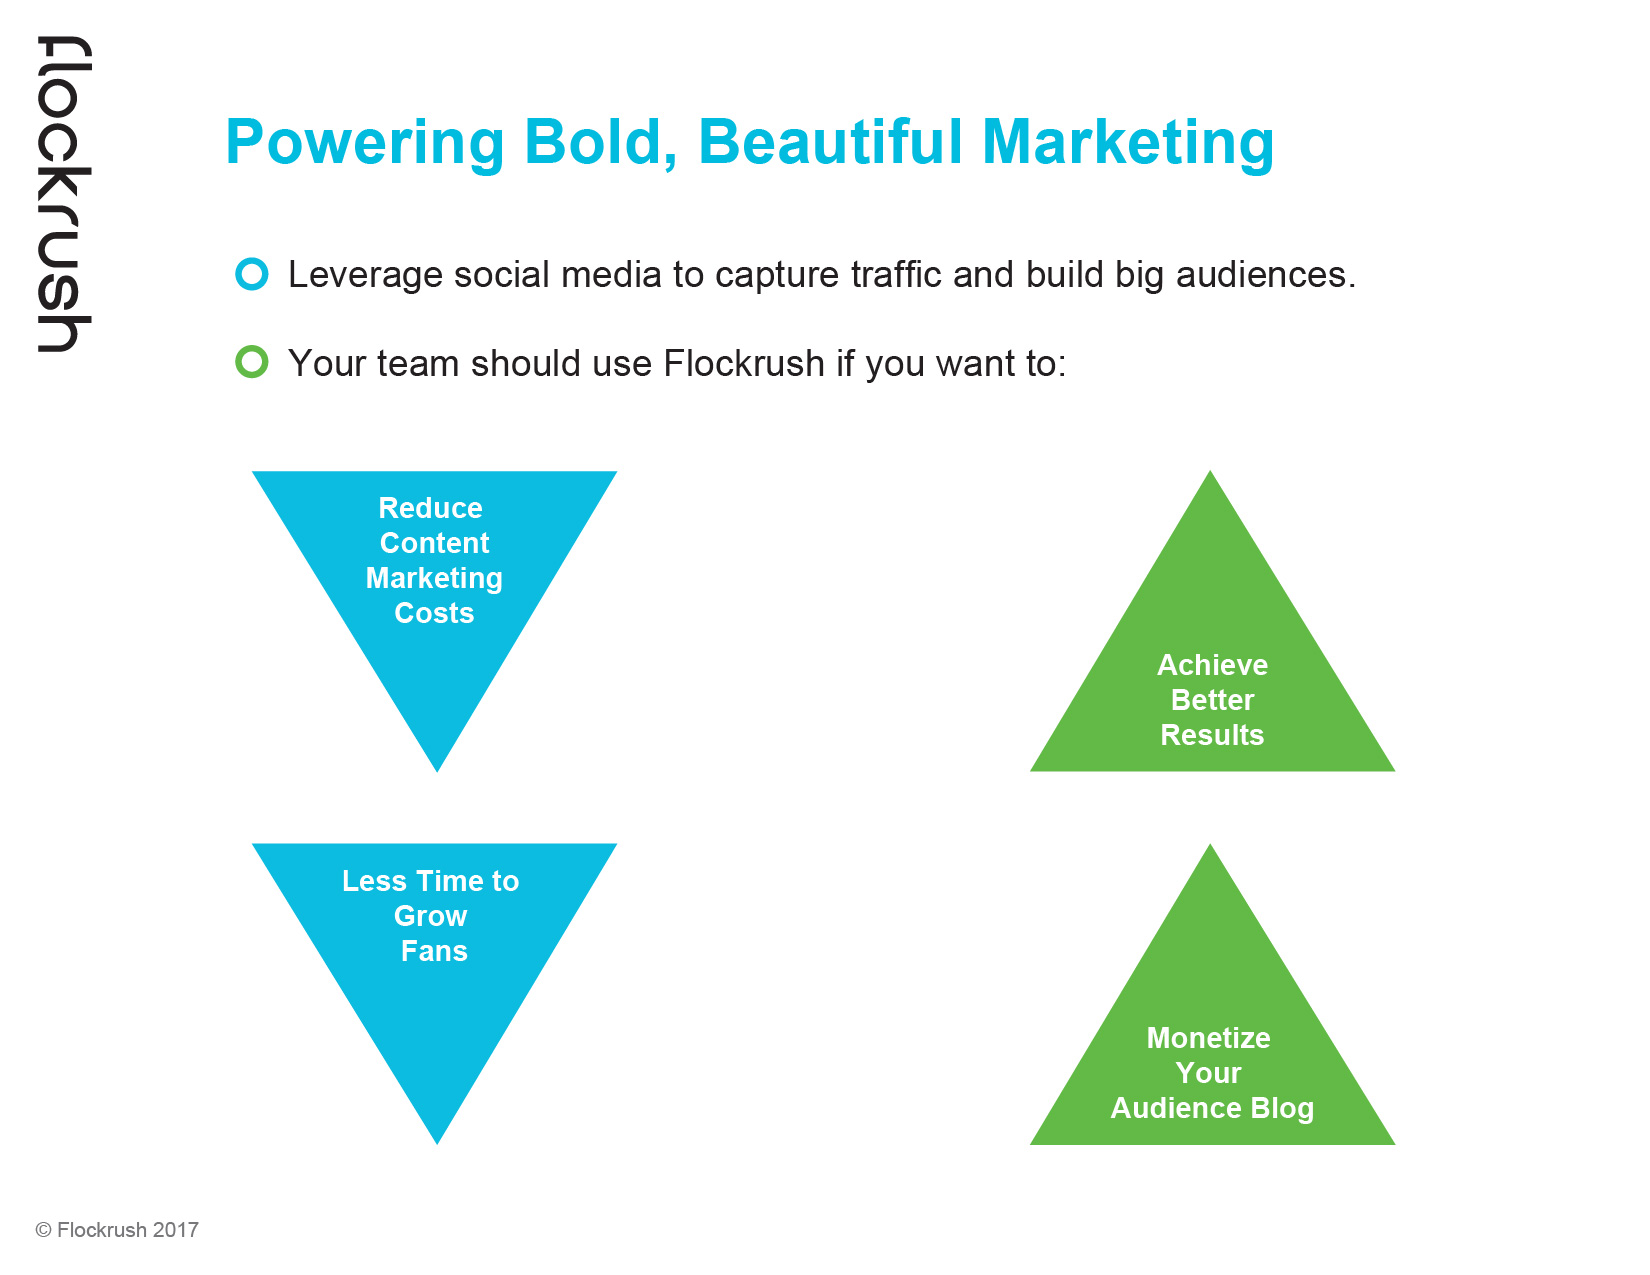 flockrush
Powering Bold, Beautiful Marketing
Leverage social media to capture traffic and build big audiences.
Your team should use Flockrush if you want to:
Reduce
Content
Marketing
Costs
Achieve
Better
Results
Less Time to
Grow
Fans
Monetize
Your
Audience Blog
© Flockrush 2017